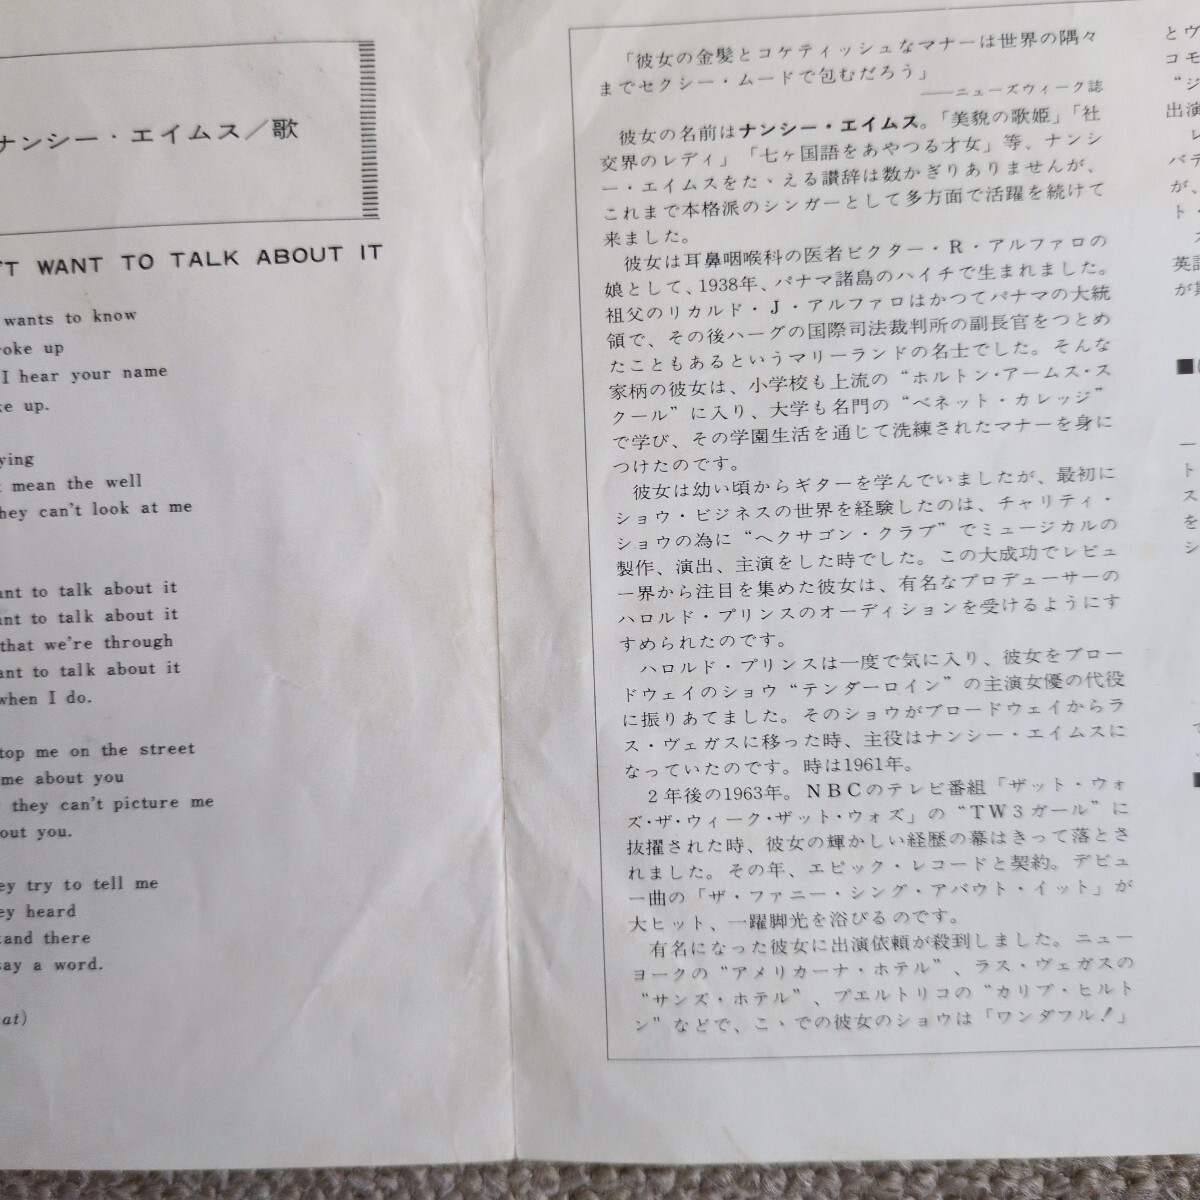 ナンシー・エイムス／歌
'T WANT TO TALK ABOUT IT
wants to know
roke up
I hear your name
ke up.
ying
t mean the well
hey can't look at me
ant to talk about it
ant to talk about it
that we're through
ant to talk about it
when I do.
top me on the street
me about you
they can't picture me
out you.
ey try to tell me
ey heard
tand there
say a word.
eat)
「彼女の金髪とコケティッシュなマナーは世界の隅々
までセクシー・ムードで包むだろう」
――ニューズウィーク誌
彼女の名前はナンシー・エイムス。「美貌の歌姫」「社
交界のレディ」「七ヶ国語をあやつる才女」等、ナンシ
ー・エイムスをたゝえる讃辞は数かぎりありませんが、
これまで本格派のシンガーとして多方面で活躍を続けて
来ました。
彼女は耳鼻咽喉科の医者ビクター・R・アルファロの
娘として、1938年、パナマ諸島のハイチで生まれました。
祖父のリカルド・J・アルファロはかつてパナマの大統
領で、その後ハーグの国際司法裁判所の副長官をつとめ
たこともあるというマリーランドの名士でした。そんな
家柄の彼女は、小学校も上流の“ホルトン・アームス・ス
クール”に入り、大学も名門の“ベネット・カレッジ”
で学び、その学園生活を通じて洗練されたマナーを身に
つけたのです。
彼女は幼い頃からギターを学んでいましたが、最初に
ショウ・ビジネスの世界を経験したのは、チャリティ・
ショウの為に“ヘクサゴン・クラブ”でミュージカルの
製作、演出、主演をした時でした。この大成功でレビュ
ー界から注目を集めた彼女は、有名なプロデューサーの
ハロルド・プリンスのオーディションを受けるようにす
すめられたのです。
ハロルド・プリンスは一度で気に入り、彼女をブロー
ドウェイのショウ“テンダーロイン”の主演女優の代役
に振りあてました。そのショウがブロードウェイからラ
ス・ヴェガスに移った時、主役はナンシー・エイムスに
なっていたのです。時は1961年。
2年後の1963年。NBCのテレビ番組「ザット・ウォ
ズ・ザ・ウィーク・ザット・ウォズ」の“TW3ガール”に
抜擢された時、彼女の輝かしい経歴の幕はきって落とさ
れました。その年、エピック・レコードと契約。デビュ
ー曲の「ザ・ファニー・シング・アバウト・イット」が
大ヒット、一躍脚光を浴びるのです。
有名になった彼女に出演依頼が殺到しました。ニュー
ヨークの“アメリカーナ・ホテル”、ラス・ヴェガスの
“サンズ・ホテル”、プエルトリコの“カリブ・ヒルト
ン”などで、こゝでの彼女のショウは「ワンダフル！」
とヴ
コモ
“ジ
出演
レ
バテ
が、
ト・
英語
が
■
ー
ト
ス
を
シ
て
■